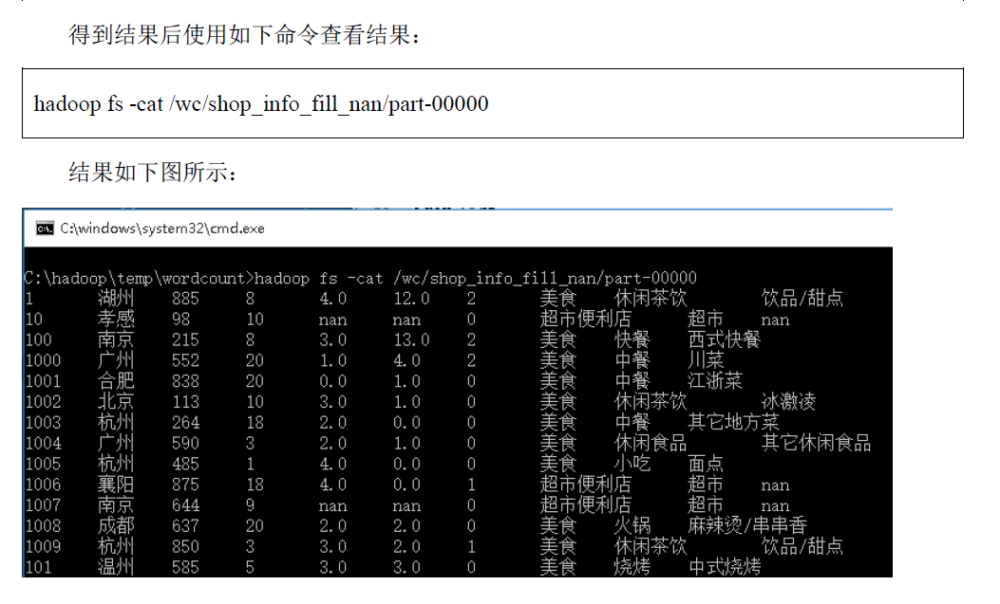 得到结果后使用如下命令查看结果：
hadoop fs -cat /wc/shop_info_fill_nan/part-00000
结果如下图所示：
C:\windows\system32\cmd.exe
C:\hadoop\temp\wordcount>hadoop fs -cat /wc/shop_info_fill_nan/part-00000
1 湖州 885 8 4.0 12.0 2 美食 休闲茶饮 饮品/甜点
10 孝感 98 10 nan nan 0 超市便利店 超市 nan
100 南京 215 8 3.0 13.0 2 美食 快餐 西式快餐
1000 广州 552 20 1.0 4.0 2 美食 中餐 川菜
1001 合肥 838 20 0.0 1.0 0 美食 中餐 江浙菜
1002 北京 113 10 3.0 1.0 0 美食 休闲茶饮 冰激凌
1003 杭州 264 18 2.0 0.0 0 美食 中餐 其它地方菜
1004 广州 590 3 2.0 1.0 0 美食 休闲食品 其它休闲食品
1005 杭州 485 1 4.0 0.0 0 美食 小吃 面点
1006 襄阳 875 18 4.0 0.0 1 超市便利店 超市 nan
1007 南京 644 9 nan nan 0 超市便利店 超市 nan
1008 成都 637 20 2.0 2.0 0 美食 火锅 麻辣烫/串串香
1009 杭州 850 3 3.0 2.0 1 美食 休闲茶饮 饮品/甜点
101 温州 585 5 3.0 3.0 0 美食 烧烤 中式烧烤